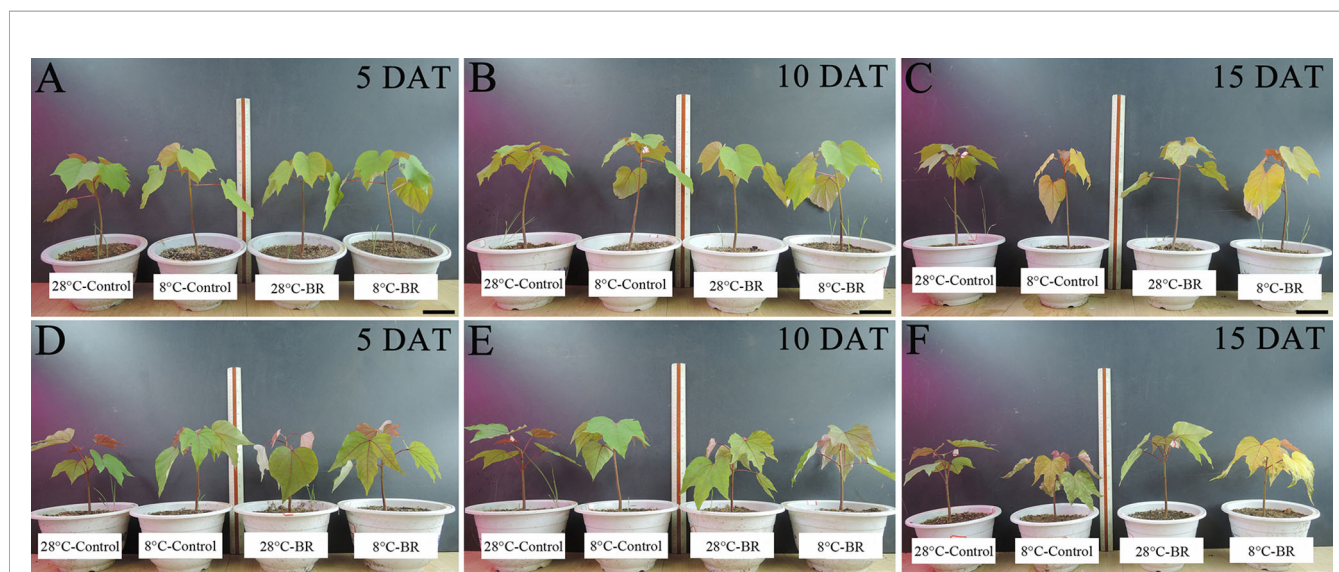 A
5 DAT
28°C-Control
8°C-Control
28°C-BR
8°C-BR
B
10 DAT
28°C-Control
8°C-Control
28°C-BR
8°C-BR
C
15 DAT
28°C-Control
8°C-Control
28°C-BR
8°C-BR
D
5 DAT
28°C-Control
8°C-Control
28°C-BR
8°C-BR
E
10 DAT
28°C-Control
8°C-Control
28°C-BR
8°C-BR
F
15 DAT
28°C-Control
8°C-Control
28°C-BR
8°C-BR